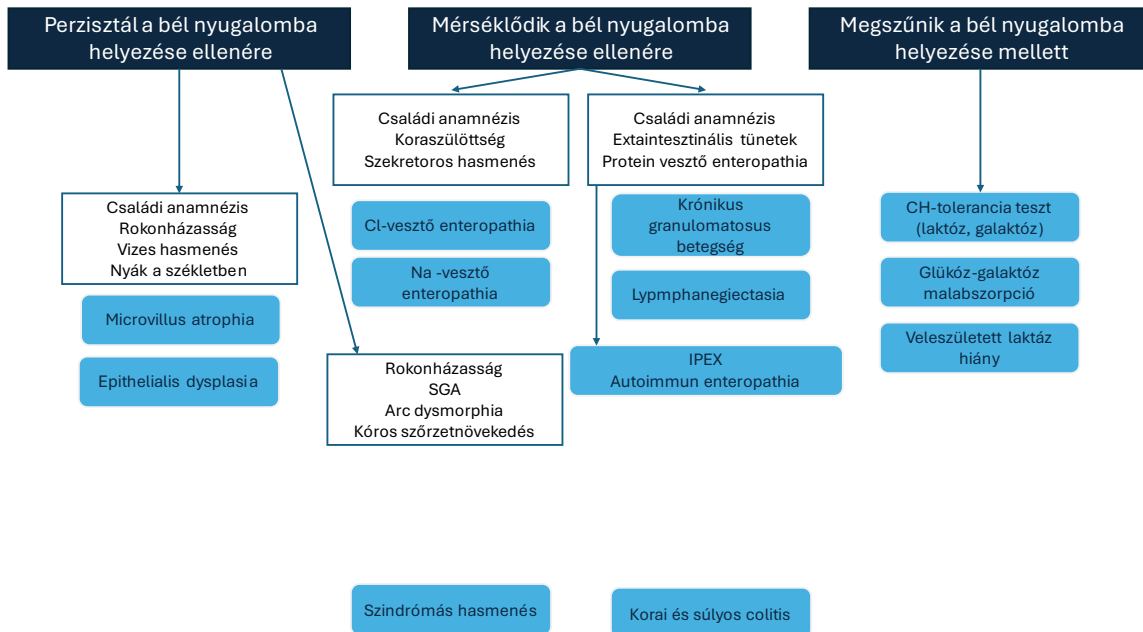 Perzisztál a bél nyugalomba
helyezése ellenére
Mérséklődik a bél nyugalomba
helyezése ellenére
Megszűnik a bél nyugalomba
helyezése mellett
Családi anamnézis
Rokonházasság
Vizes hasmenés
Nyák a székletben
Microvillus atrophia
Epithelialis dysplasia
Rokonházasság
SGA
Arc dysmorphia
Kóros szőrzetnövekedés
Szindrómás hasmenés
Családi anamnézis
Koraszülöttség
Szekretoros hasmenés
Cl-vesztő enteropathia
Na -vesztő
enteropathia
Családi anamnézis
Extaintesztinális tünetek
Protein vesztő enteropathia
Krónikus
granulomatosus
betegség
Lypmphanegiectasia
IPEX
Autoimmun enteropathia
Korai és súlyos colitis
CH-tolerancia teszt
(laktóz, galaktóz)
Glükóz-galaktóz
malabszorpció
Veleszületett laktáz
hiány